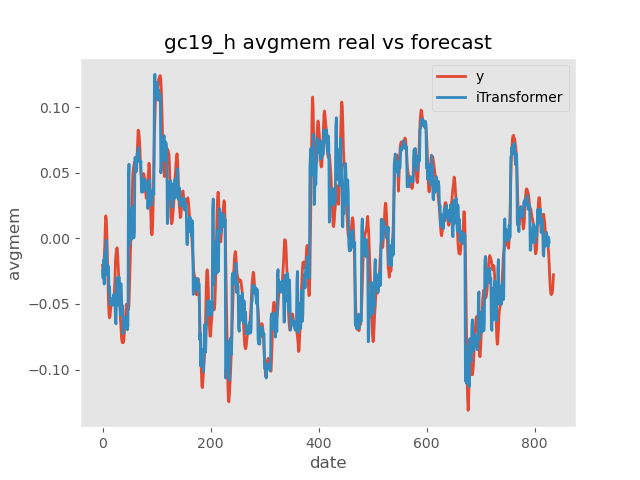 gc19_h avgmem real vs forecast
y
iTransformer
avgmem
0.10
0.05
0.00
−0.05
−0.10
0 200 400 600 800
date